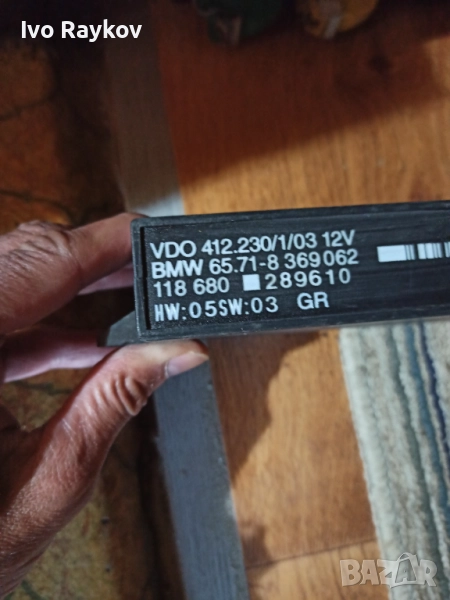 Ivo Raykov
VDO 412.230/1/03 12V
BMW 65.71-8 369062
118 680 289610
HW:05SW:03 GR
bazar